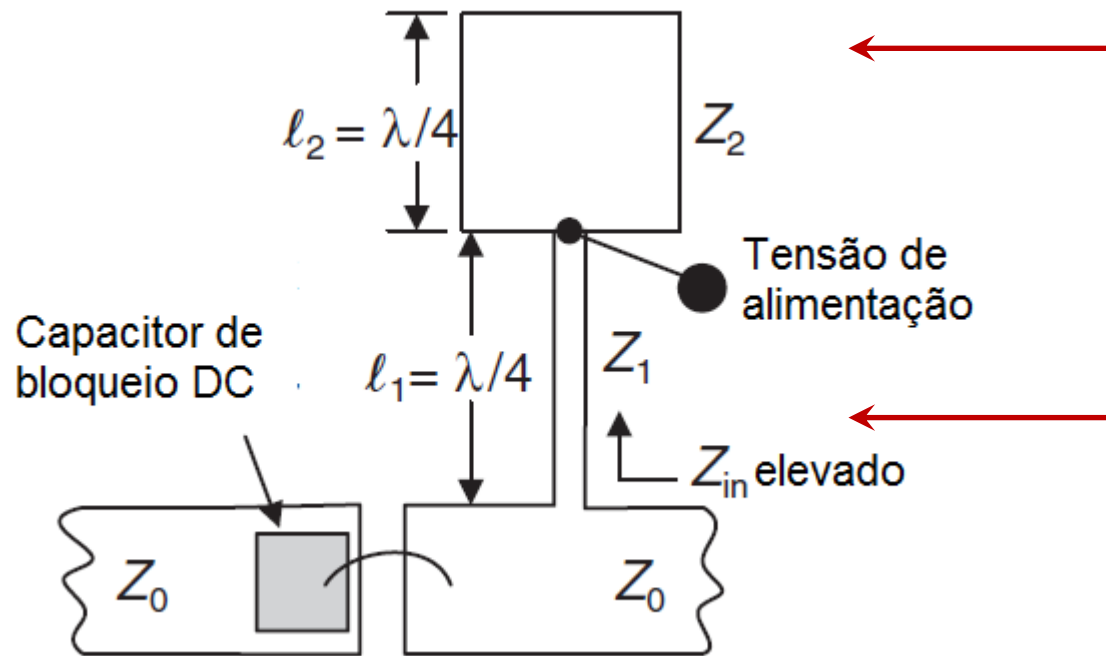 ℓ₂ = λ/4
Z₂
Tensão de
alimentação
Capacitor de
bloqueio DC
ℓ₁ = λ/4
Z₁
Zᵢₙ elevado
Z₀
Z₀